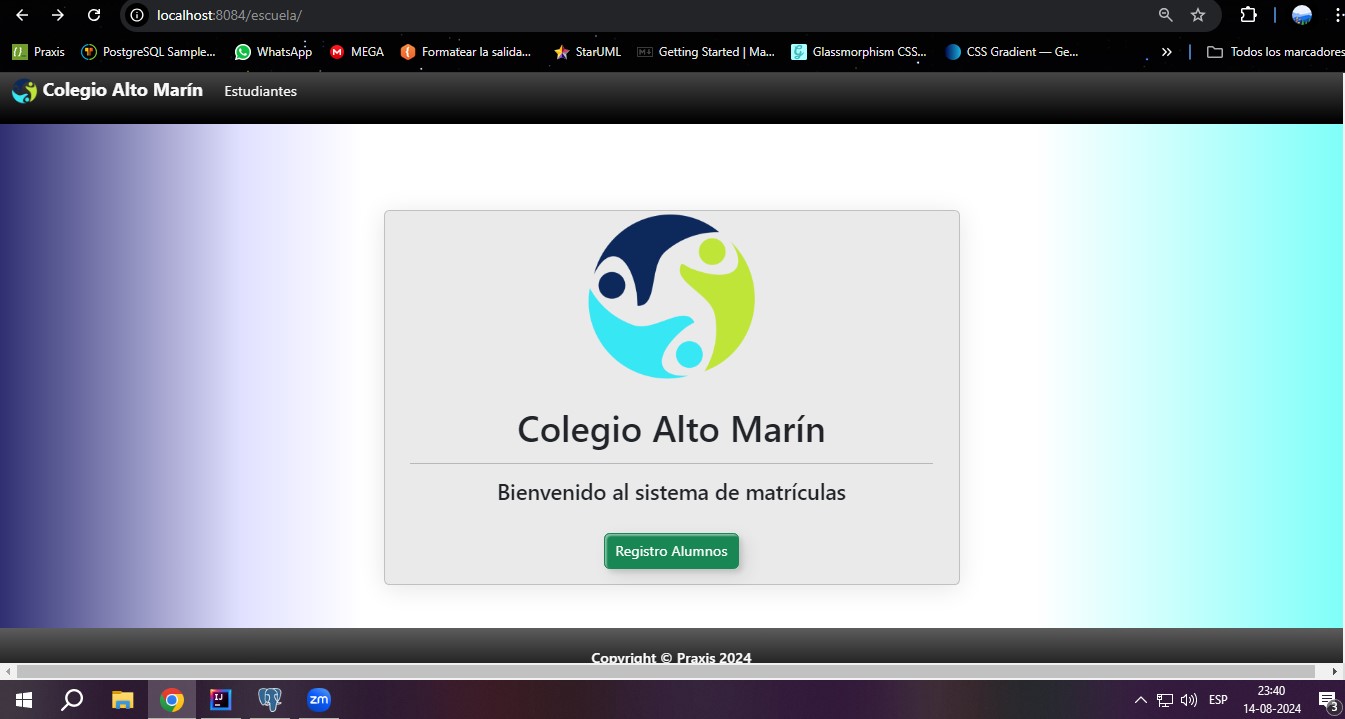 localhost:8084/escuela/
Praxis PostgreSQL Sample... WhatsApp MEGA Formatear la salida... StarUML Getting Started | Ma... Glassmorphism CSS... CSS Gradient — Ge... » Todos los marcadores
Colegio Alto Marín Estudiantes
Colegio Alto Marín
Bienvenido al sistema de matrículas
Registro Alumnos
Copyright © Praxis 2024
IJ zm ESP 23:40
14-08-2024 3